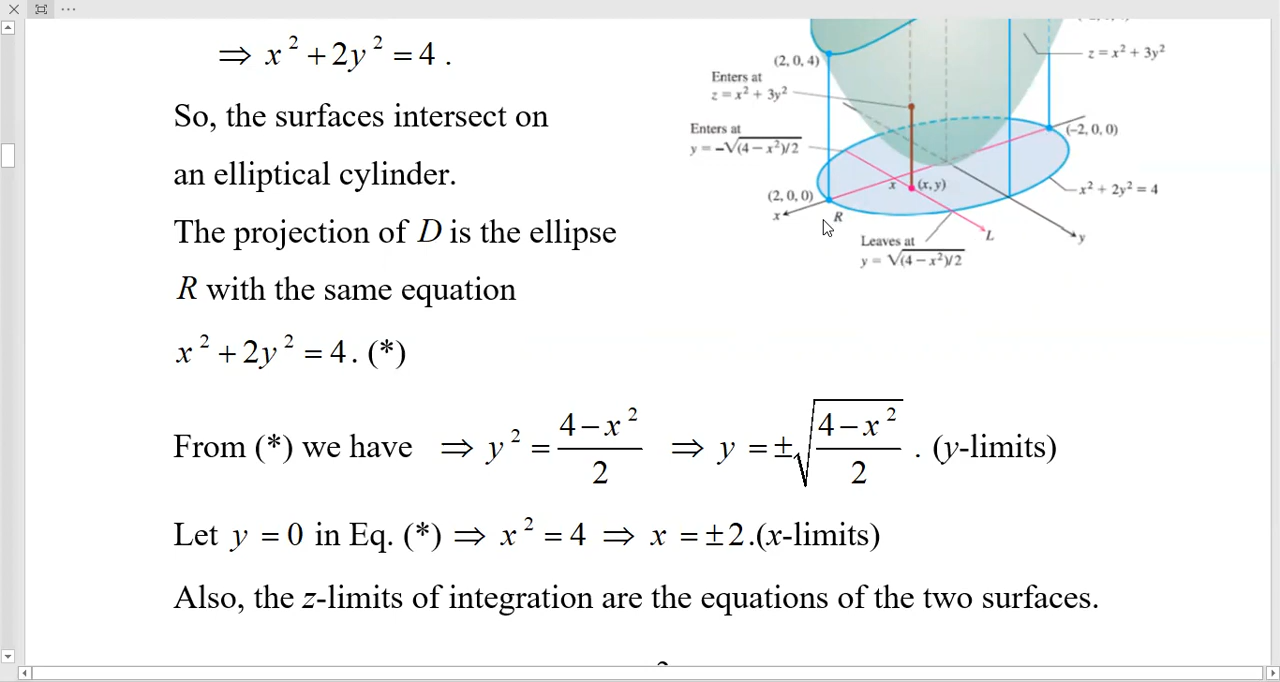 ⇒ x² + 2y² = 4 .
So, the surfaces intersect on
an elliptical cylinder.
The projection of D is the ellipse
R with the same equation
x² + 2y² = 4. (*)
From (*) we have ⇒ y² = (4 − x²)/2 ⇒ y = ±√((4 − x²)/2) . (y-limits)
Let y = 0 in Eq. (*) ⇒ x² = 4 ⇒ x = ±2.(x-limits)
Also, the z-limits of integration are the equations of the two surfaces.
(2, 0, 4)
z = x² + 3y²
Enters at
z = x² + 3y²
Enters at
y = −√(4 − x²)/2
(−2, 0, 0)
(2, 0, 0)
x
(x, y)
x² + 2y² = 4
x
R
L
y
Leaves at
y = √(4 − x²)/2